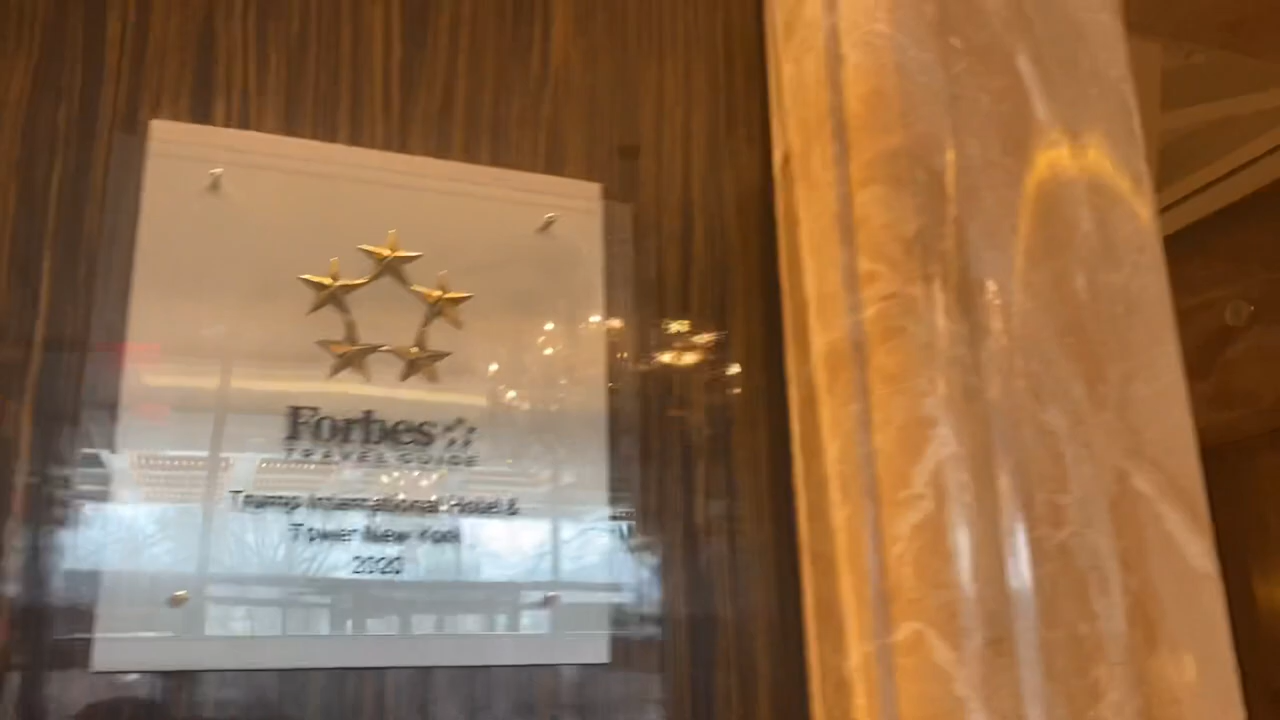 Forbes
TRAVEL GUIDE
Trump International Hotel &
Tower New York
2020